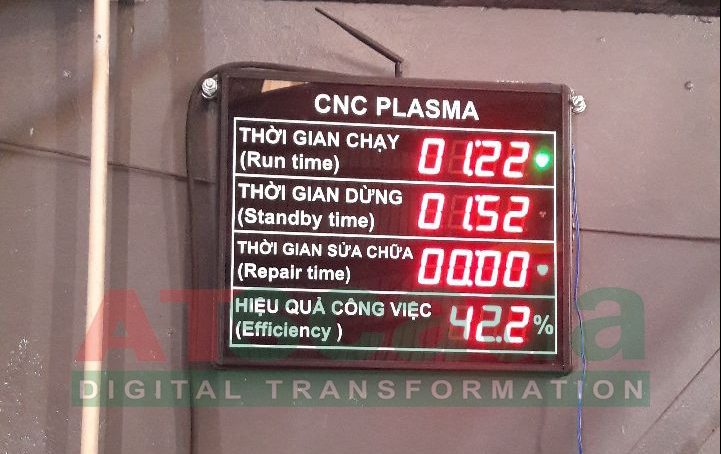 CNC PLASMA
THỜI GIAN CHẠY
(Run time)
01:22
THỜI GIAN DỪNG
(Standby time)
01:52
THỜI GIAN SỬA CHỮA
(Repair time)
00:00
HIỆU QUẢ CÔNG VIỆC
(Efficiency )
42.2%
DIGITAL TRANSFORMATION